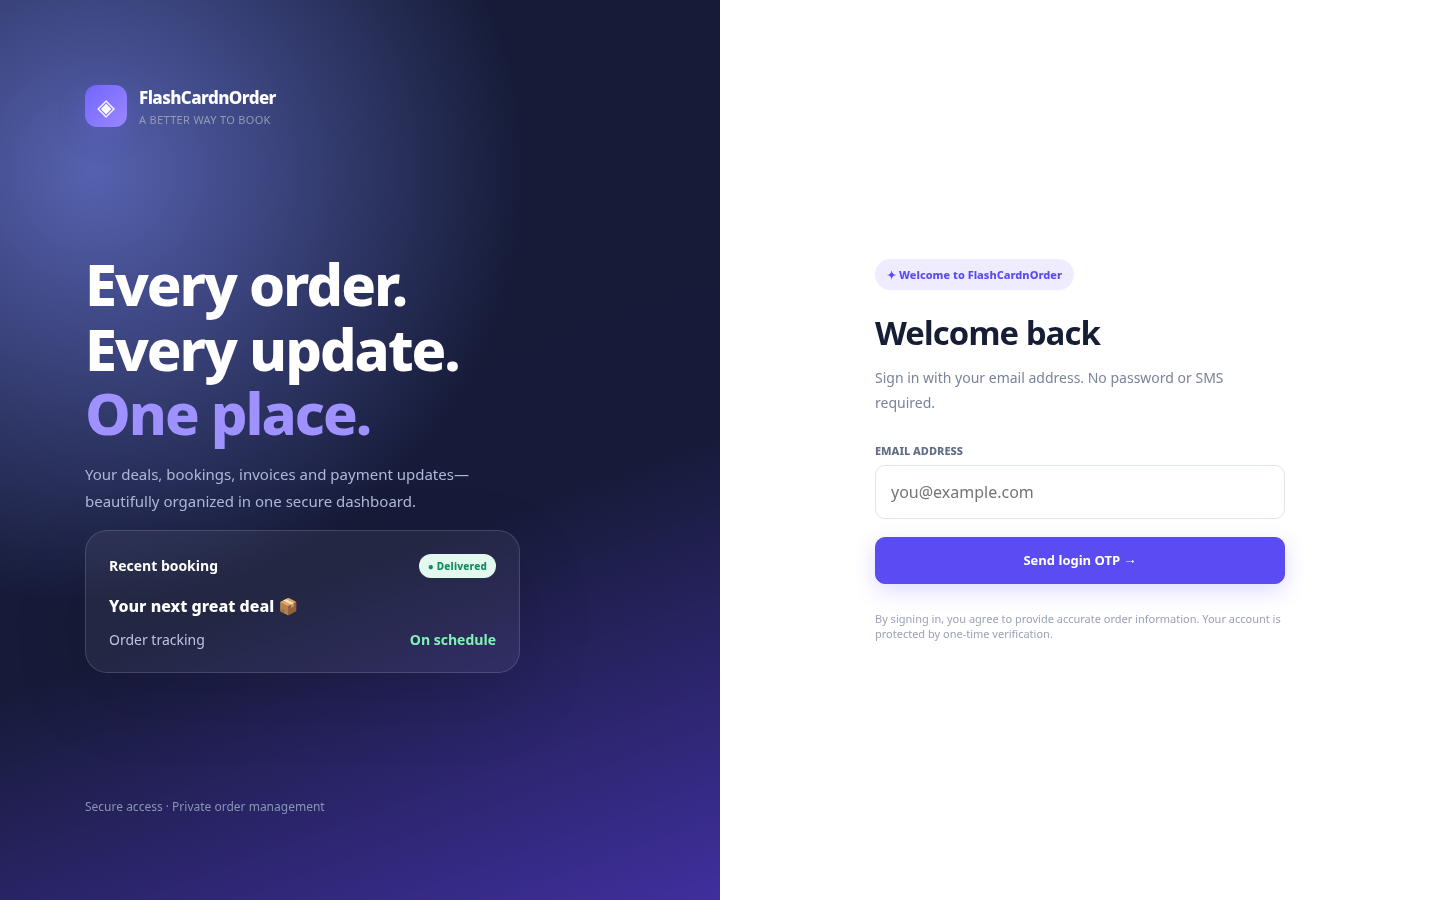 FlashCardnOrder
A BETTER WAY TO BOOK
Every order.
Every update.
One place.
Your deals, bookings, invoices and payment updates—
beautifully organized in one secure dashboard.
Recent booking
● Delivered
Your next great deal 📦
Order tracking
On schedule
Secure access · Private order management
✦ Welcome to FlashCardnOrder
Welcome back
Sign in with your email address. No password or SMS
required.
EMAIL ADDRESS
you@example.com
Send login OTP →
By signing in, you agree to provide accurate order information. Your account is
protected by one-time verification.